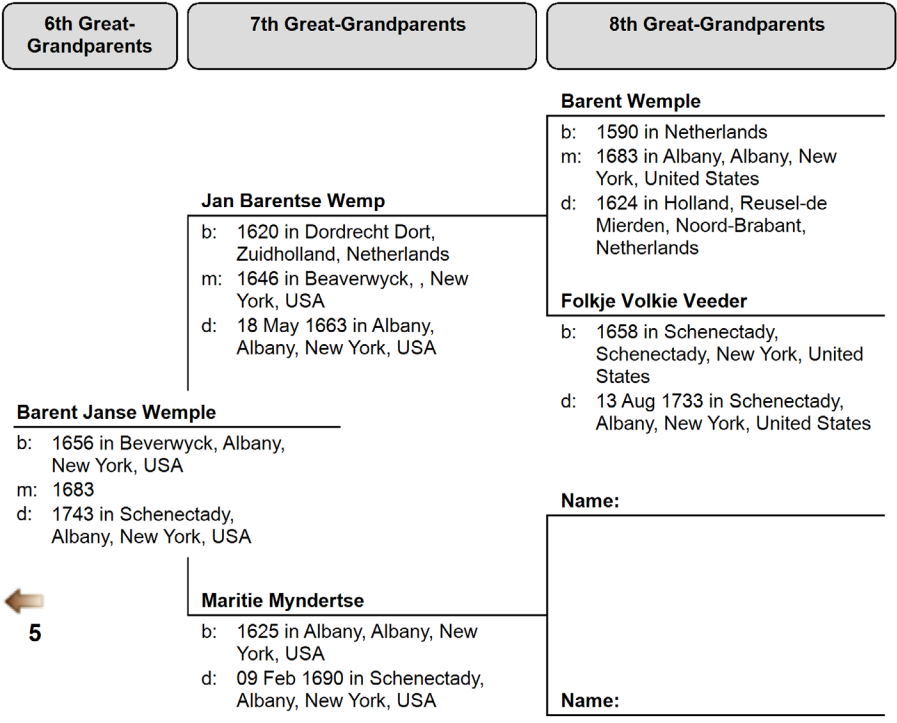 6th Great-
Grandparents
7th Great-Grandparents
8th Great-Grandparents
Barent Wemple
b: 1590 in Netherlands
m: 1683 in Albany, Albany, New
York, United States
d: 1624 in Holland, Reusel-de
Mierden, Noord-Brabant,
Netherlands
Jan Barentse Wemp
b: 1620 in Dordrecht Dort,
Zuidholland, Netherlands
m: 1646 in Beaverwyck, , New
York, USA
d: 18 May 1663 in Albany,
Albany, New York, USA
Folkje Volkie Veeder
b: 1658 in Schenectady,
Schenectady, New York, United
States
d: 13 Aug 1733 in Schenectady,
Albany, New York, United States
Barent Janse Wemple
b: 1656 in Beverwyck, Albany,
New York, USA
m: 1683
d: 1743 in Schenectady,
Albany, New York, USA
Name:
Maritie Myndertse
b: 1625 in Albany, Albany, New
York, USA
d: 09 Feb 1690 in Schenectady,
Albany, New York, USA
5
Name: